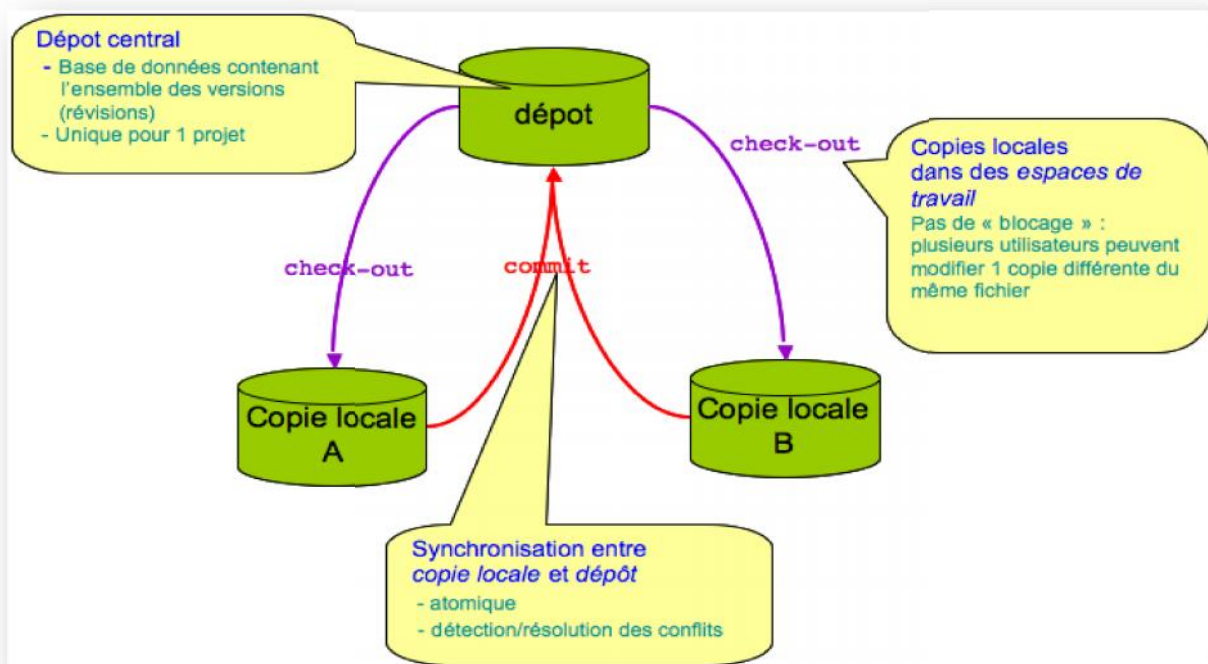 Dépot central
- Base de données contenant
l'ensemble des versions
(révisions)
- Unique pour 1 projet
dépot
check-out
Copies locales
dans des espaces de
travail
Pas de « blocage » :
plusieurs utilisateurs peuvent
modifier 1 copie différente du
même fichier
check-out
commit
Copie locale
A
Copie locale
B
Synchronisation entre
copie locale et dépôt
- atomique
- détection/résolution des conflits